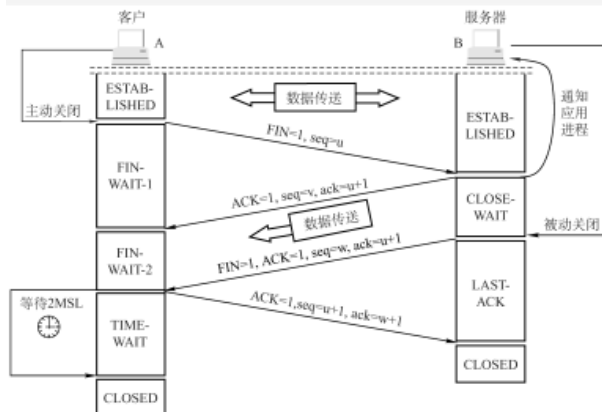 客户
服务器
A
B
ESTAB-
LISHED
数据传送
主动关闭
通知
应用
进程
FIN=1, seq=u
ESTAB-
LISHED
FIN-
WAIT-1
ACK=1, seq=v, ack=u+1
CLOSE-
WAIT
数据传送
被动关闭
FIN=1, ACK=1, seq=w, ack=u+1
FIN-
WAIT-2
等待2MSL
ACK=1,seq=u+1, ack=w+1
LAST-
ACK
TIME-
WAIT
CLOSED
CLOSED